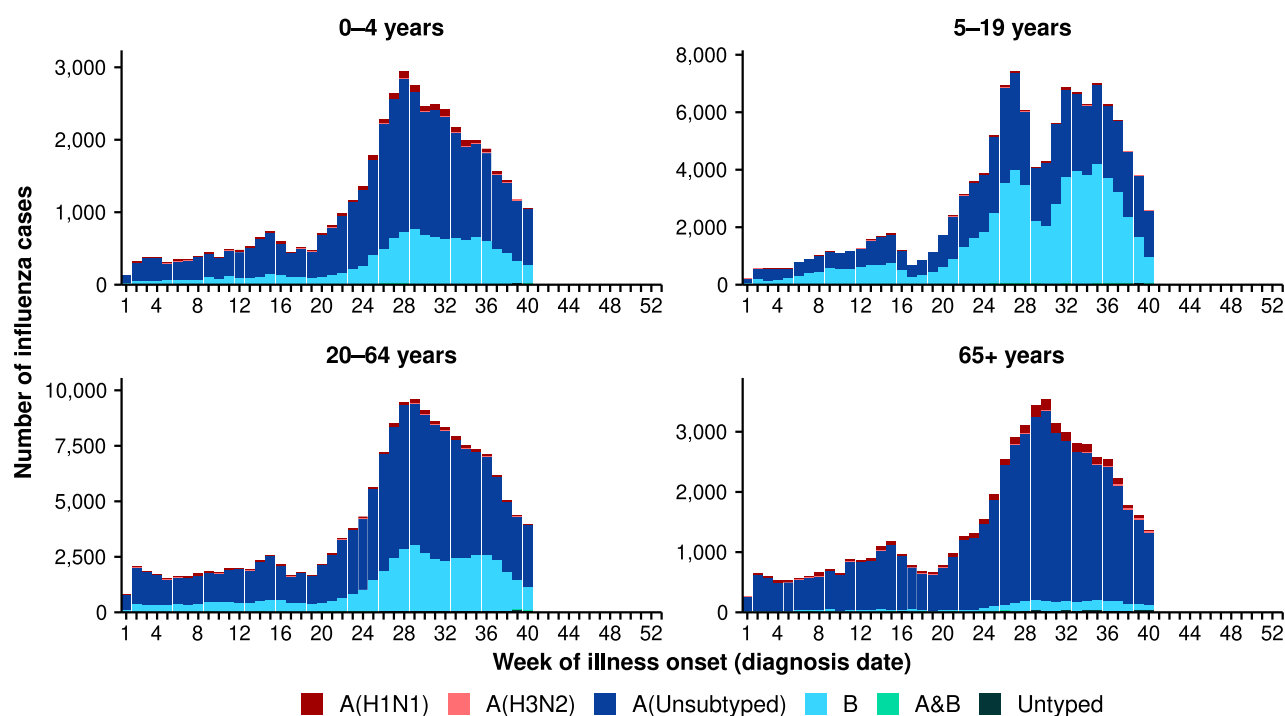 0–4 years
5–19 years
3,000
2,000
1,000
0
1 4 8 12 16 20 24 28 32 36 40 44 48 52
8,000
6,000
4,000
2,000
0
1 4 8 12 16 20 24 28 32 36 40 44 48 52
Number of influenza cases
20–64 years
65+ years
10,000
7,500
5,000
2,500
0
1 4 8 12 16 20 24 28 32 36 40 44 48 52
3,000
2,000
1,000
0
1 4 8 12 16 20 24 28 32 36 40 44 48 52
Week of illness onset (diagnosis date)
A(H1N1) A(H3N2) A(Unsubtyped) B A&B Untyped